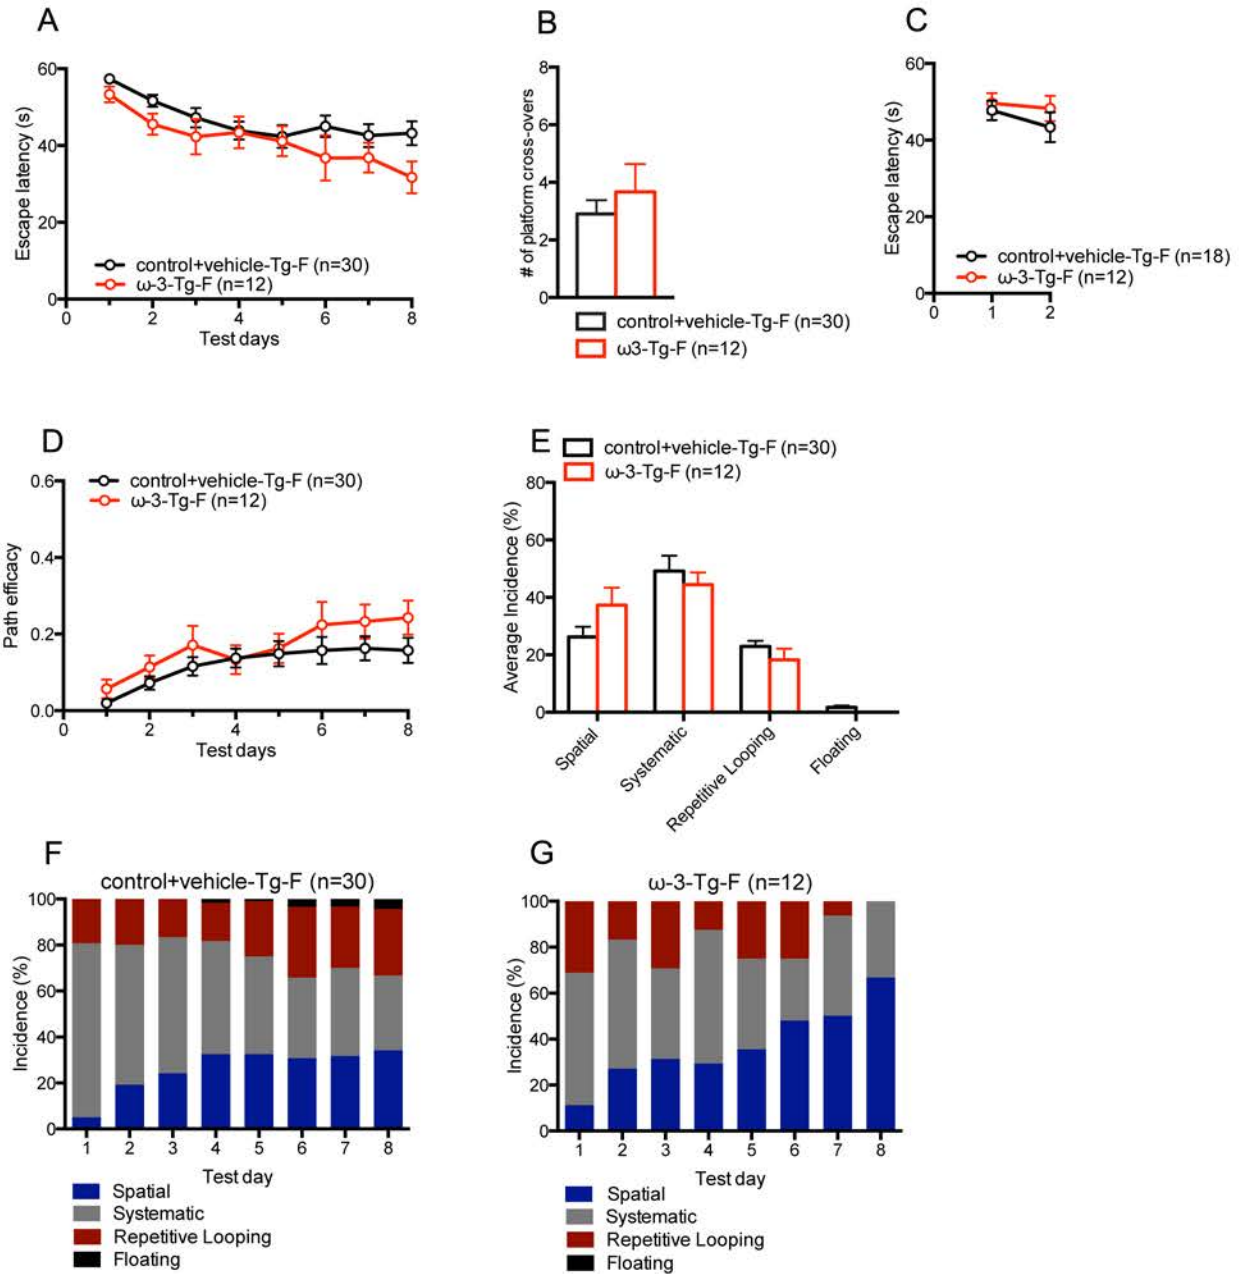 A
Escape latency (s)
60
40
20
0
control+vehicle-Tg-F (n=30)
ω-3-Tg-F (n=12)
0 2 4 6 8
Test days
B
# of platform cross-overs
8
6
4
2
0
control+vehicle-Tg-F (n=30)
ω3-Tg-F (n=12)
C
Escape latency (s)
60
40
20
0
control+vehicle-Tg-F (n=18)
ω-3-Tg-F (n=12)
0 1 2
D
Path efficacy
0.6
0.4
0.2
0.0
control+vehicle-Tg-F (n=30)
ω-3-Tg-F (n=12)
0 2 4 6 8
Test days
E
control+vehicle-Tg-F (n=30)
ω-3-Tg-F (n=12)
Average Incidence (%)
80
60
40
20
0
Spatial
Systematic
Repetitive Looping
Floating
F
control+vehicle-Tg-F (n=30)
Incidence (%)
100
80
60
40
20
0
1 2 3 4 5 6 7 8
Test day
Spatial
Systematic
Repetitive Looping
Floating
G
ω-3-Tg-F (n=12)
Incidence (%)
100
80
60
40
20
0
1 2 3 4 5 6 7 8
Test day
Spatial
Systematic
Repetitive Looping
Floating